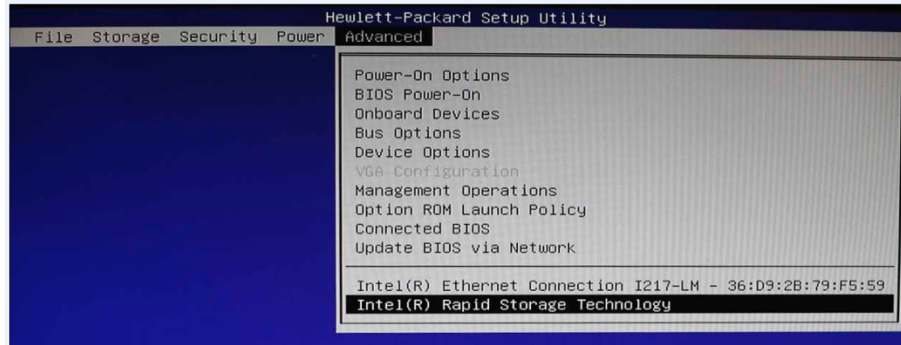 Hewlett-Packard Setup Utility
File Storage Security Power Advanced
Power-On Options
BIOS Power-On
Onboard Devices
Bus Options
Device Options
VGA Configuration
Management Operations
Option ROM Launch Policy
Connected BIOS
Update BIOS via Network
Intel(R) Ethernet Connection I217-LM - 36:D9:2B:79:F5:59
Intel(R) Rapid Storage Technology